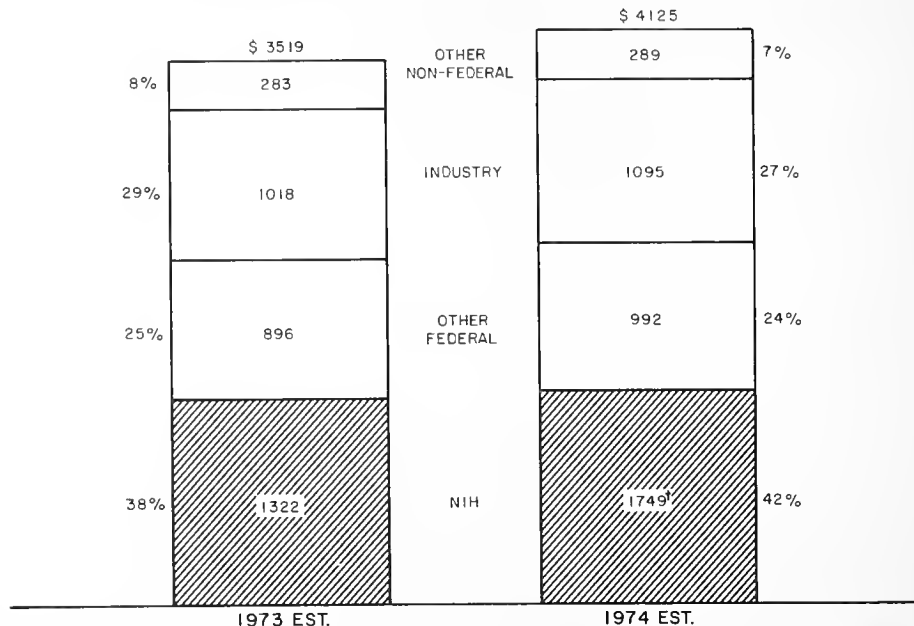 $ 4125
$ 3519
OTHER
NON-FEDERAL
8%
283
289
7%
29%
1018
INDUSTRY
1095
27%
25%
896
OTHER
FEDERAL
992
24%
38%
1322
NIH
1749†
42%
1973 EST.
1974 EST.